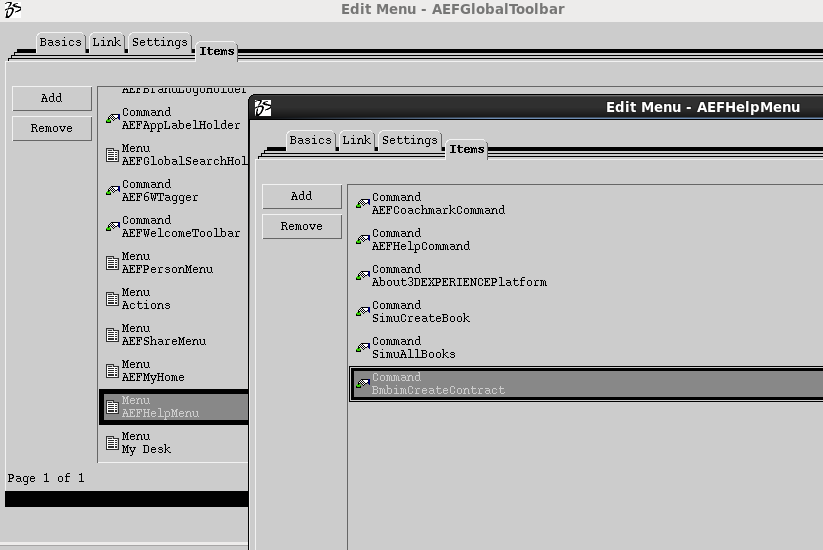 Edit Menu - AEFGlobalToolbar
Basics
Link
Settings
Items
Add
Remove
AEFBrandLogoHolder
Command
AEFAppLabelHolder
Menu
AEFGlobalSearchHol
Command
AEF6WTagger
Command
AEFWelcomeToolbar
Menu
AEFPersonMenu
Menu
Actions
Menu
AEFShareMenu
Menu
AEFMyHome
Menu
AEFHelpMenu
Menu
My Desk
Page 1 of 1
Edit Menu - AEFHelpMenu
Basics
Link
Settings
Items
Add
Remove
Command
AEFCoachmarkCommand
Command
AEFHelpCommand
Command
About3DEXPERIENCEPlatform
Command
SimuCreateBook
Command
SimuAllBooks
Command
BmbimCreateContract